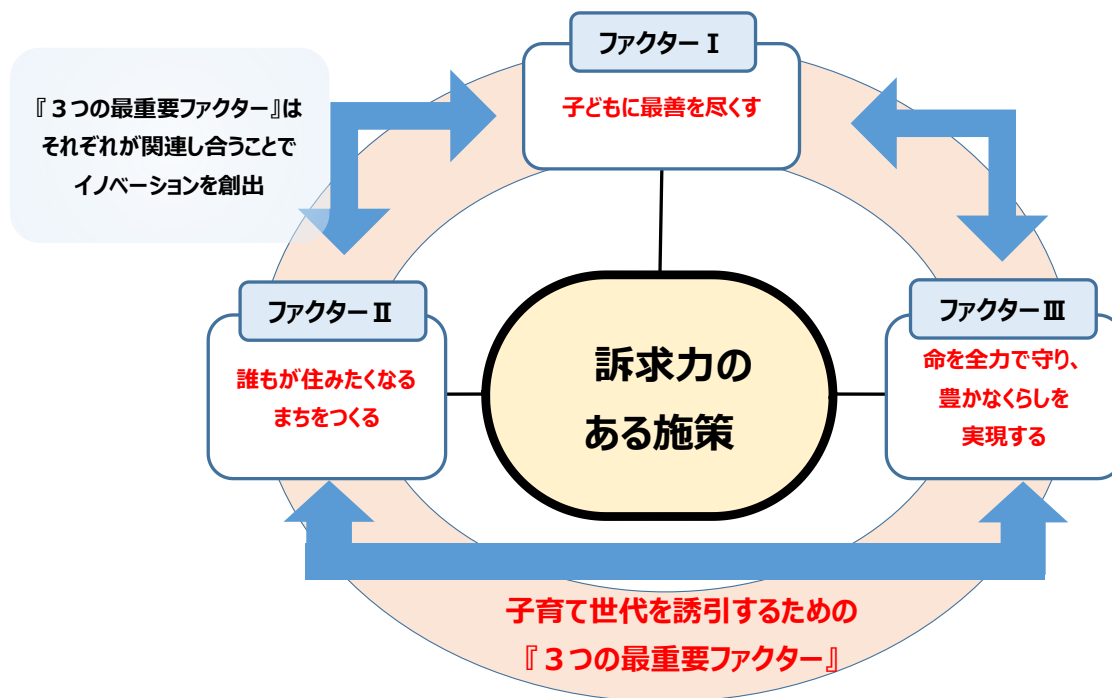 ファクターⅠ
子どもに最善を尽くす
『３つの最重要ファクター』は
それぞれが関連し合うことで
イノベーションを創出
ファクターⅡ
誰もが住みたくなる
まちをつくる
訴求力の
ある施策
ファクターⅢ
命を全力で守り、
豊かなくらしを
実現する
子育て世代を誘引するための
『３つの最重要ファクター』